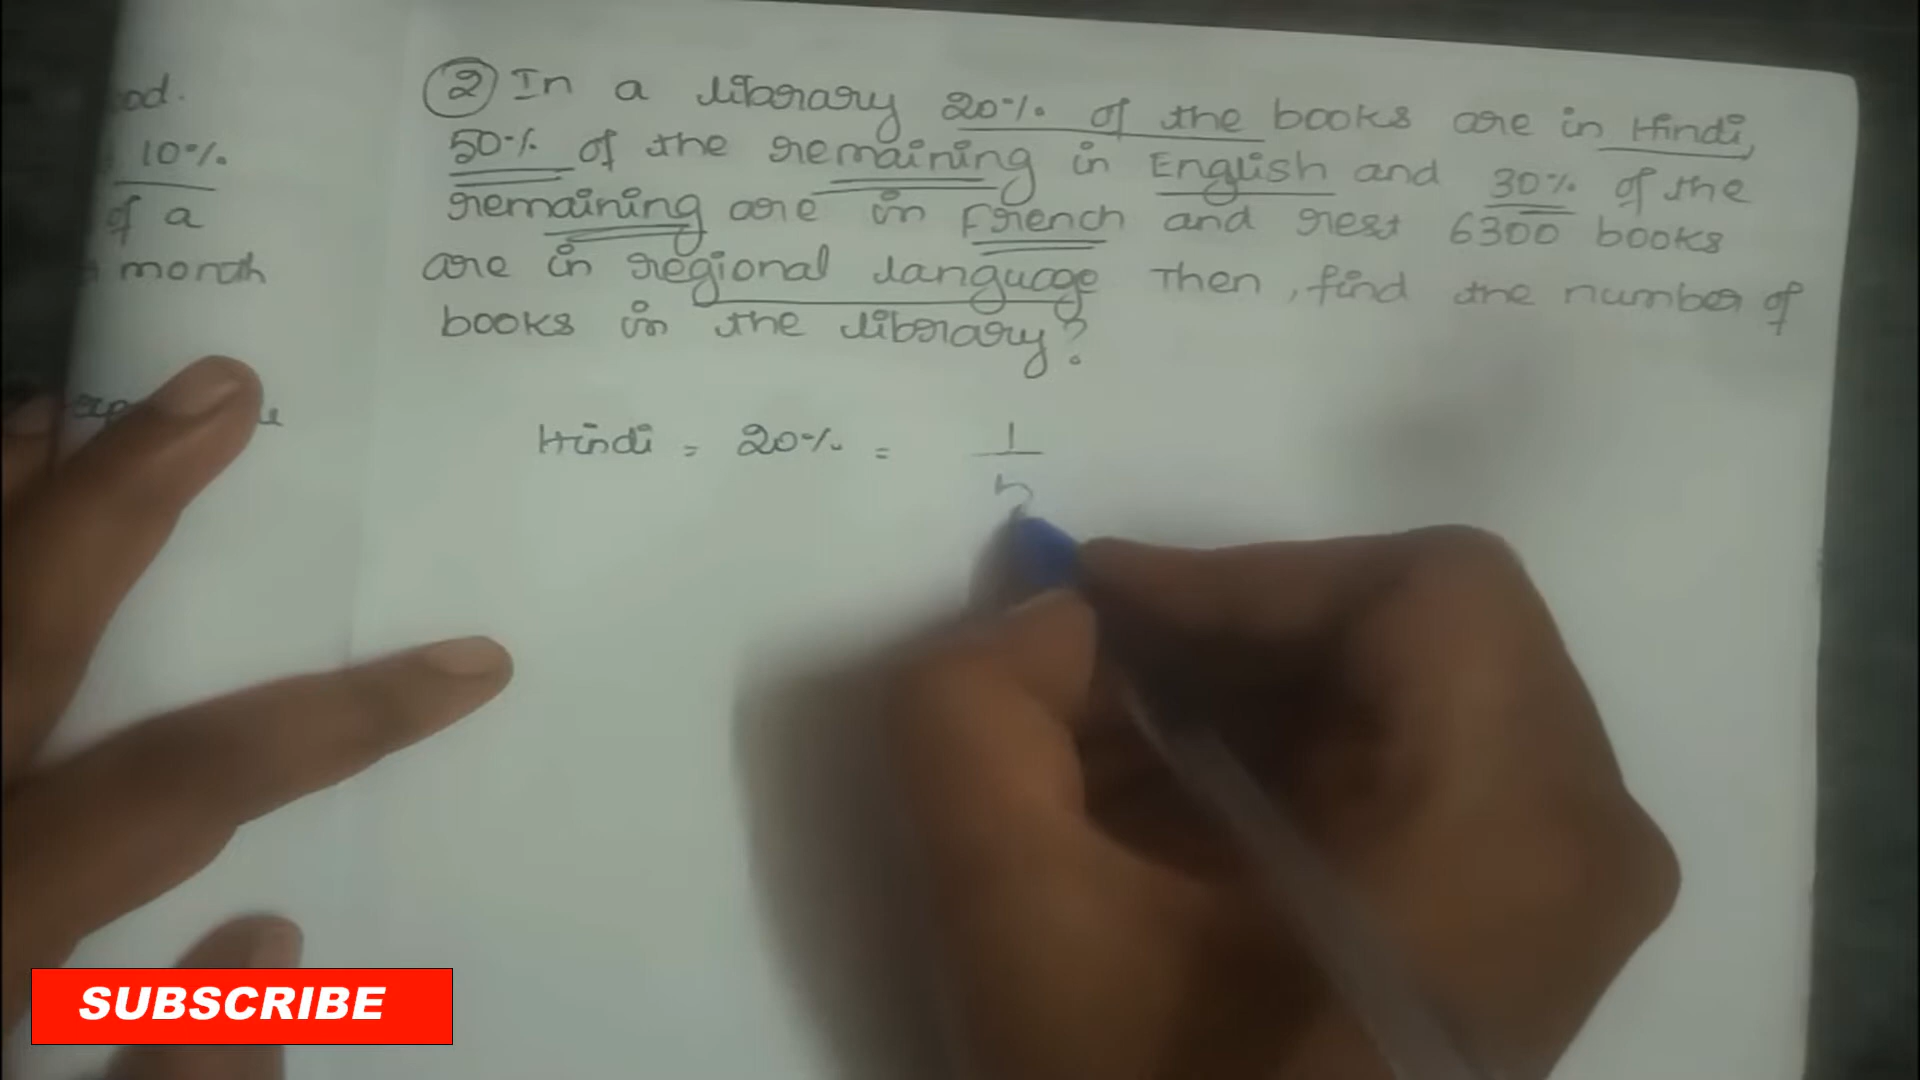 od.
10%
of a
month
② In a library 20% of the books are in Hindi,
50% of the remaining in English and 30% of the
remaining are in French and rest 6300 books
are in regional language Then, find the number of
books in the library?
Hindi = 20% = 1
5
SUBSCRIBE